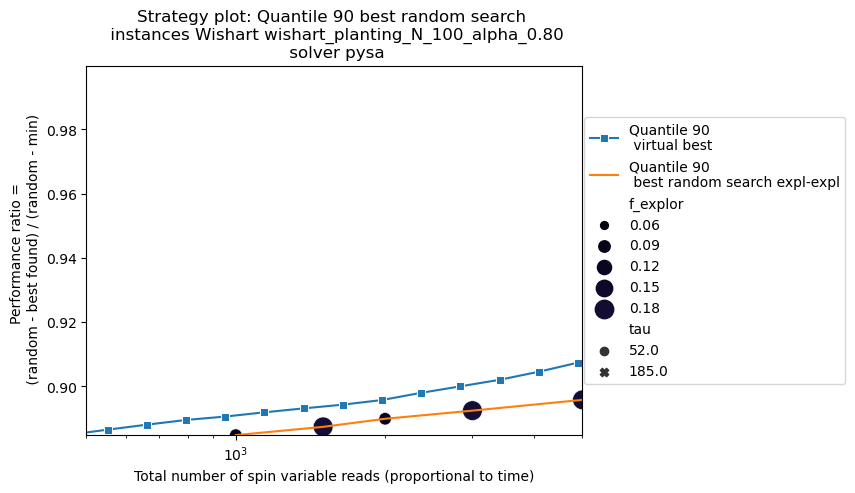 Strategy plot: Quantile 90 best random search
instances Wishart wishart_planting_N_100_alpha_0.80
solver pysa
Performance ratio =
(random - best found) / (random - min)
0.98
0.96
0.94
0.92
0.90
10³
Total number of spin variable reads (proportional to time)
Quantile 90
virtual best
Quantile 90
best random search expl-expl
f_explor
0.06
0.09
0.12
0.15
0.18
tau
52.0
185.0